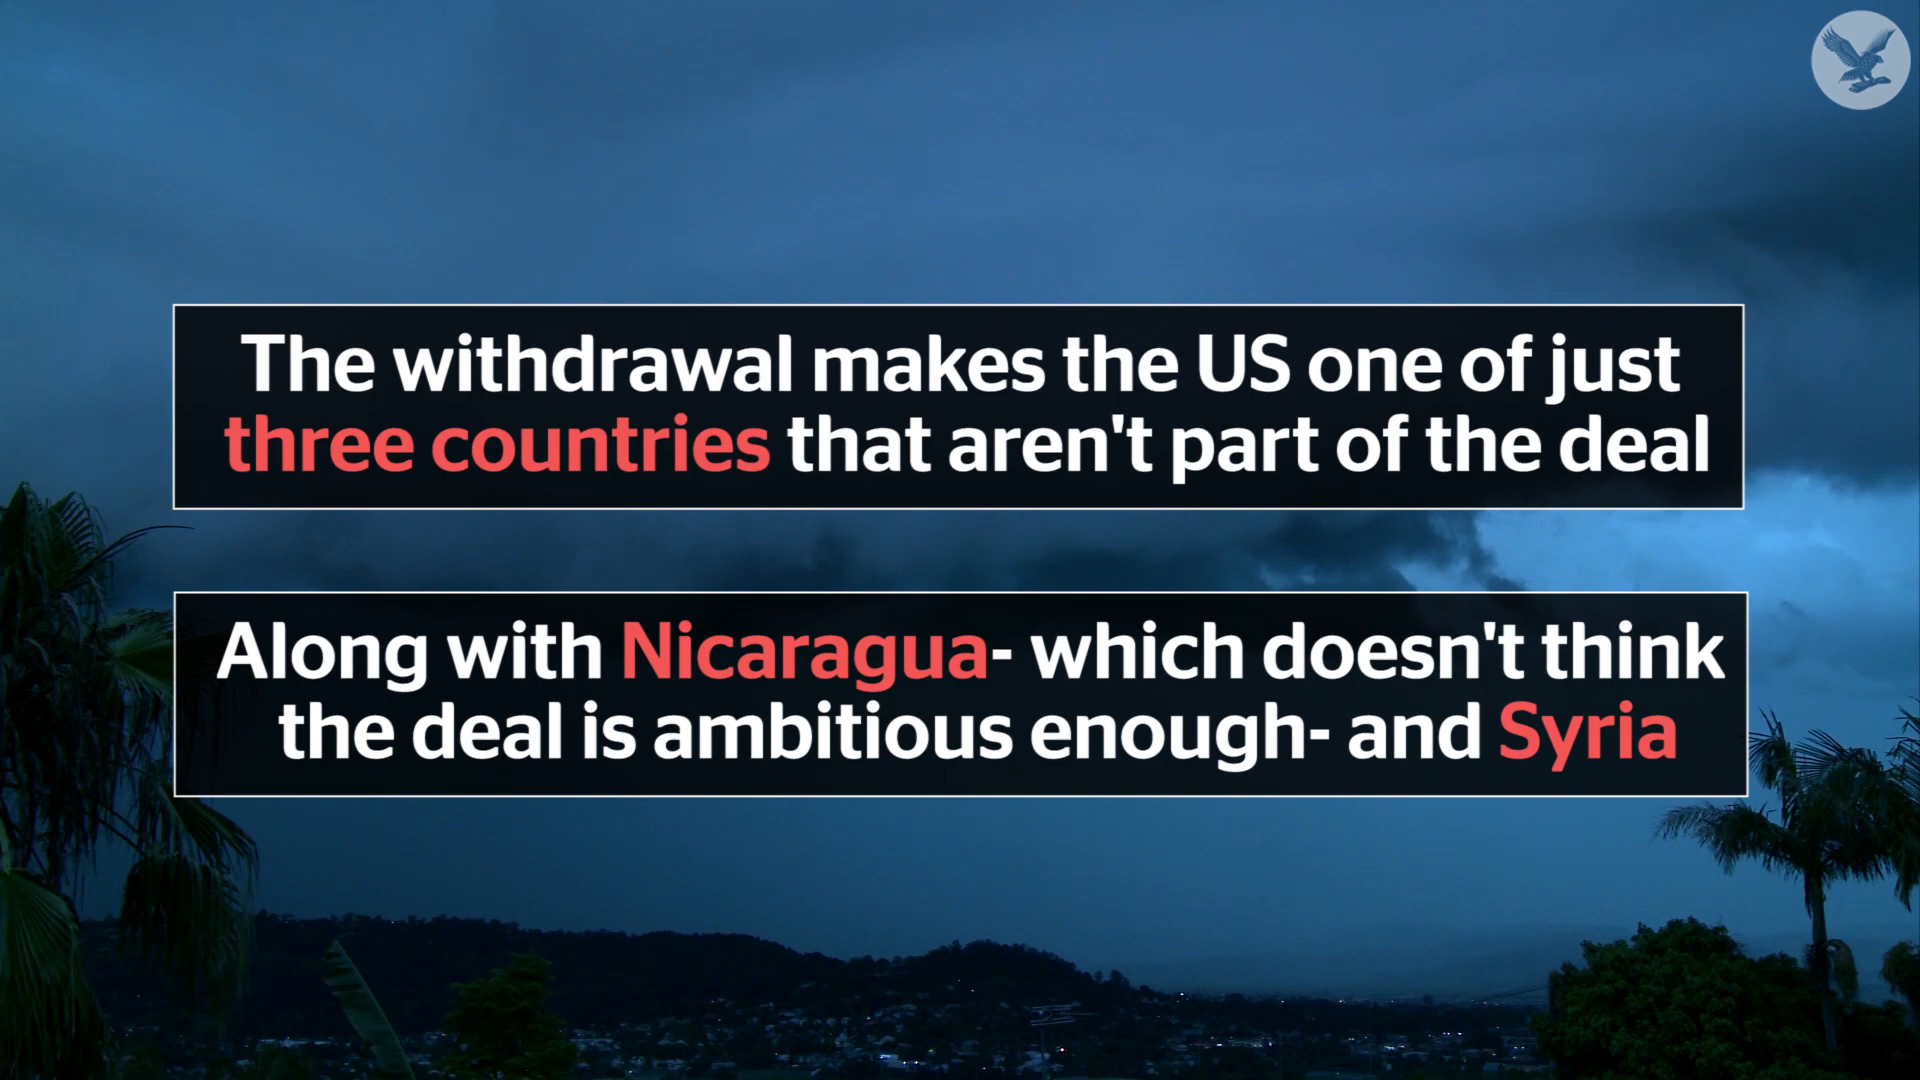 The withdrawal makes the US one of just
three countries that aren't part of the deal
Along with Nicaragua- which doesn't think
the deal is ambitious enough- and Syria